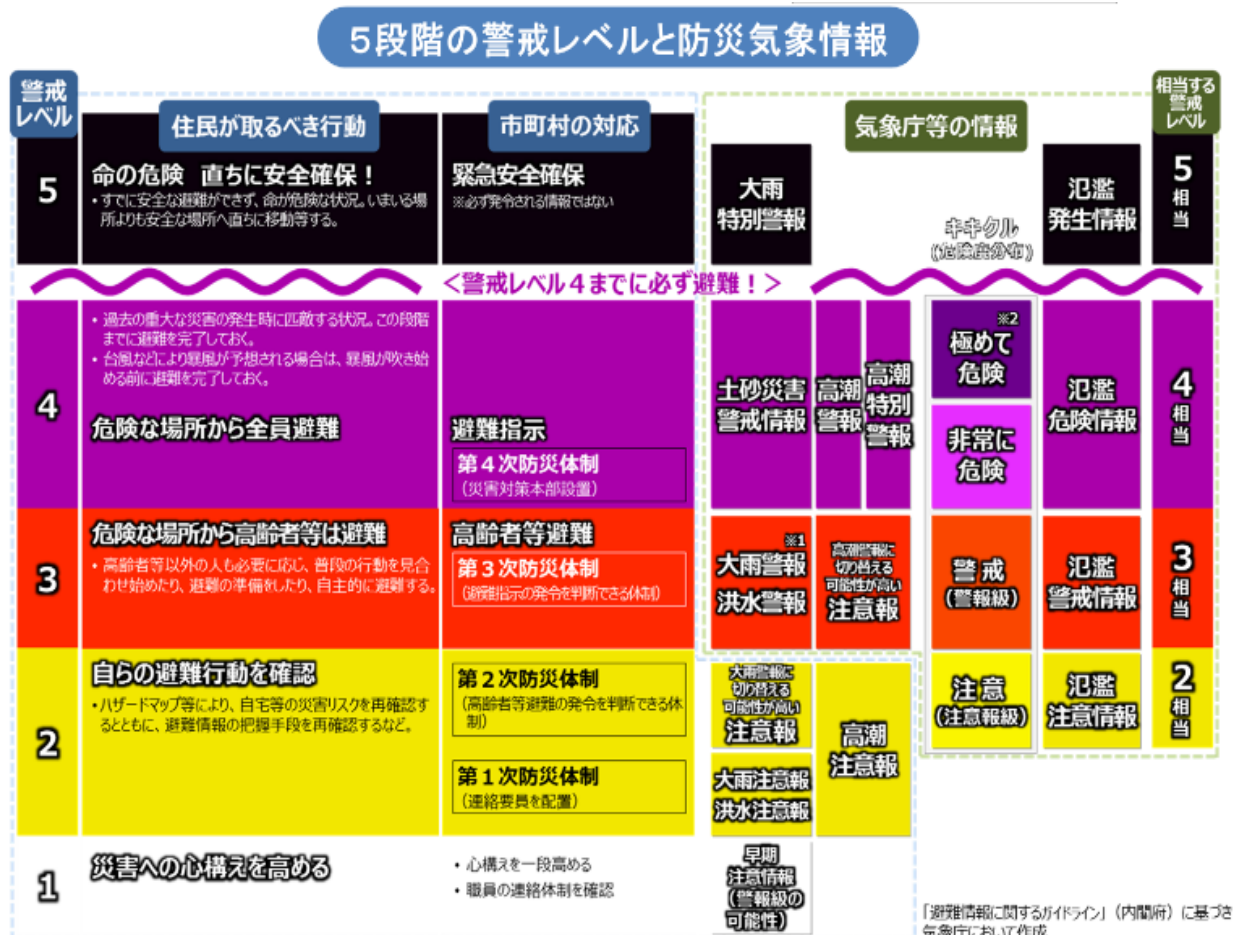 5段階の警戒レベルと防災気象情報
警戒
レベル
住民が取るべき行動
市町村の対応
気象庁等の情報
相当する
警戒
レベル
5
命の危険 直ちに安全確保！
・すでに安全な避難ができず、命が危険な状況。いまいる場
所よりも安全な場所へ直ちに移動等する。
緊急安全確保
※必ず発令される情報ではない
大雨
特別警報
キキクル
(危険度分布)
氾濫
発生情報
5
相
当
＜警戒レベル４までに必ず避難！＞
4
・過去の重大な災害の発生時に匹敵する状況。この段階
までに避難を完了しておく。
・台風などにより暴風が予想される場合は、暴風が吹き始
める前に避難を完了しておく。
危険な場所から全員避難
避難指示
第４次防災体制
（災害対策本部設置）
土砂災害
警戒情報
高潮
警報
高潮
特別
警報
※2
極めて
危険
非常に
危険
氾濫
危険情報
4
相
当
3
危険な場所から高齢者等は避難
・高齢者等以外の人も必要に応じ、普段の行動を見合
わせ始めたり、避難の準備をしたり、自主的に避難する。
高齢者等避難
第３次防災体制
（避難指示の発令を判断できる体制）
※1
大雨警報
洪水警報
高潮警報に
切り替える
可能性が高い
注意報
警戒
（警報級）
氾濫
警戒情報
3
相
当
2
自らの避難行動を確認
・ハザードマップ等により、自宅等の災害リスクを再確認す
るとともに、避難情報の把握手段を再確認するなど。
第２次防災体制
（高齢者等避難の発令を判断できる体
制）
第１次防災体制
（連絡要員を配置）
大雨警報に
切り替える
可能性が高い
注意報
大雨注意報
洪水注意報
高潮
注意報
注意
（注意報級）
氾濫
注意情報
2
相
当
1
災害への心構えを高める
・心構えを一段高める
・職員の連絡体制を確認
早期
注意情報
（警報級の
可能性）
「避難情報に関するガイドライン」（内閣府）に基づき
気象庁において作成